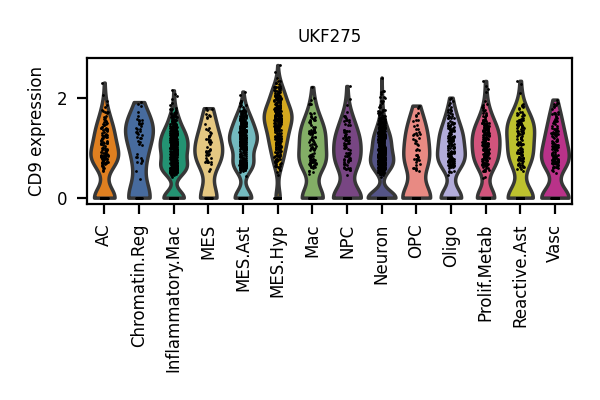 UKF275
CD9 expression
2
0
AC
Chromatin.Reg
Inflammatory.Mac
MES
MES.Ast
MES.Hyp
Mac
NPC
Neuron
OPC
Oligo
Prolif.Metab
Reactive.Ast
Vasc